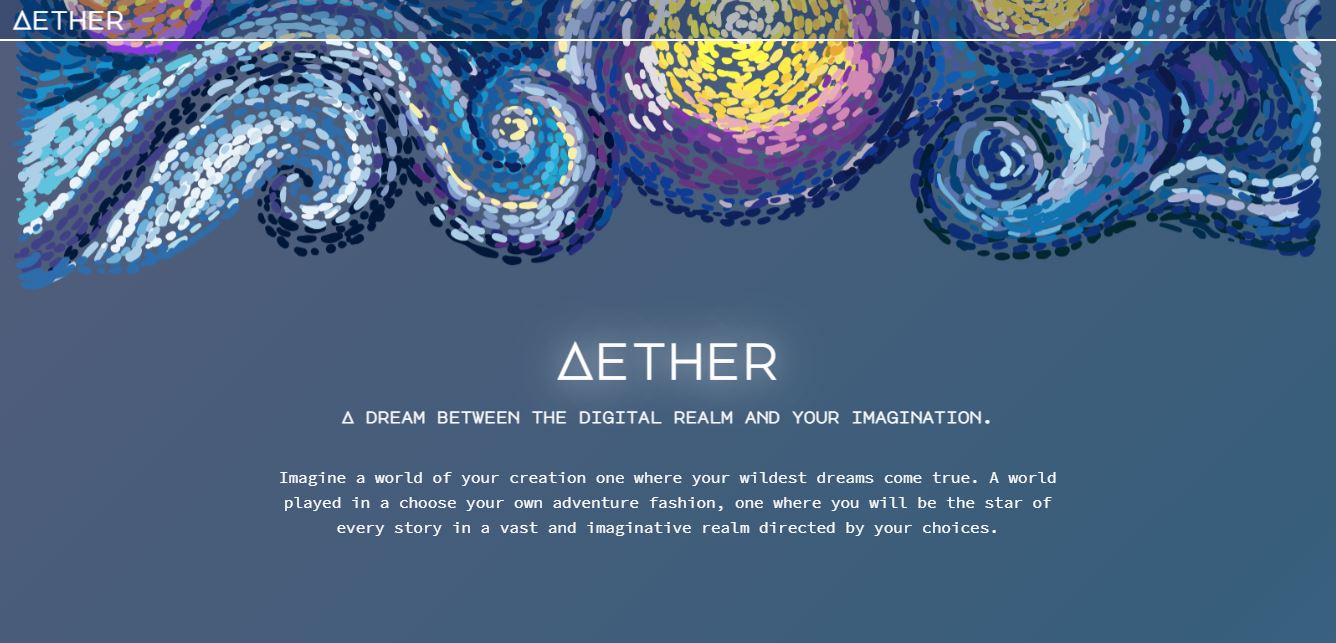 ΔETHER
ΔETHER
Δ DREAM BETWEEN THE DIGITAL REALM AND YOUR IMAGINATION.
Imagine a world of your creation one where your wildest dreams come true. A world
played in a choose your own adventure fashion, one where you will be the star of
every story in a vast and imaginative realm directed by your choices.